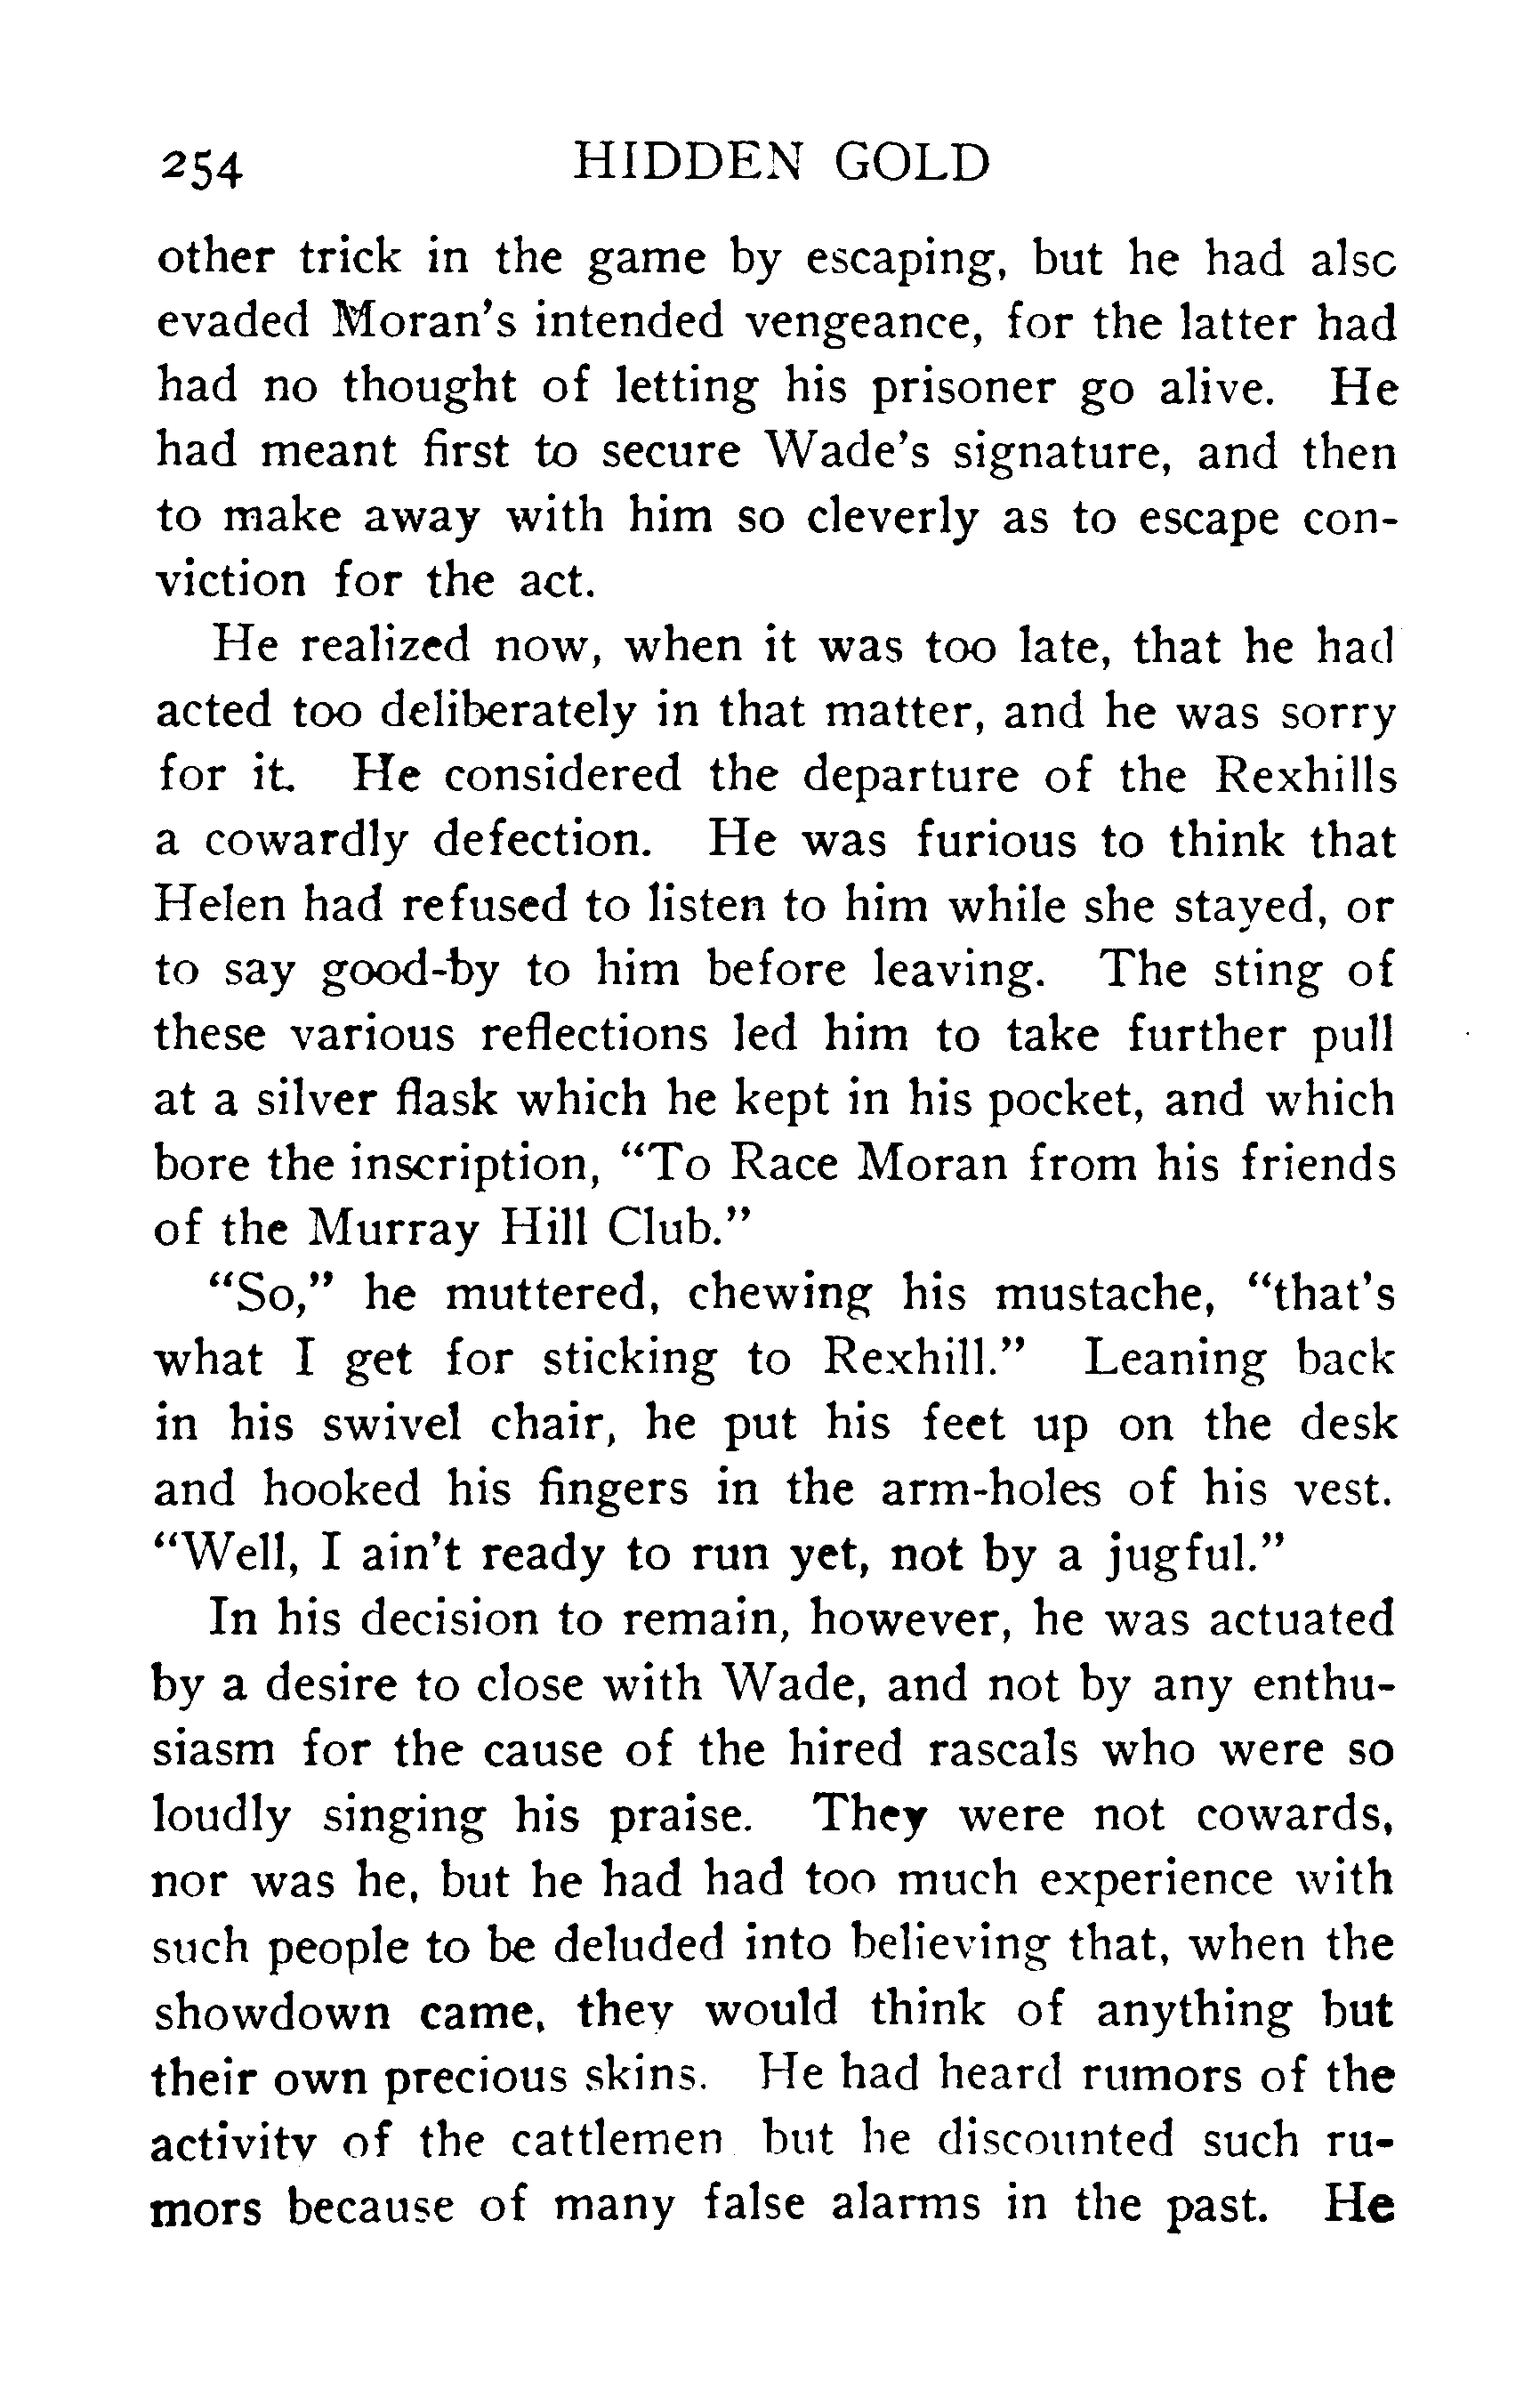 254 HIDDEN GOLD
other trick in the game by escaping, but he had also
evaded Moran's intended vengeance, for the latter had
had no thought of letting his prisoner go alive. He
had meant first to secure Wade's signature, and then
to make away with him so cleverly as to escape con-
viction for the act.
He realized now, when it was too late, that he had
acted too deliberately in that matter, and he was sorry
for it. He considered the departure of the Rexhills
a cowardly defection. He was furious to think that
Helen had refused to listen to him while she stayed, or
to say good-by to him before leaving. The sting of
these various reflections led him to take further pull
at a silver flask which he kept in his pocket, and which
bore the inscription, “To Race Moran from his friends
of the Murray Hill Club.”
“So,” he muttered, chewing his mustache, “that's
what I get for sticking to Rexhill.” Leaning back
in his swivel chair, he put his feet up on the desk
and hooked his fingers in the arm-holes of his vest.
“Well, I ain't ready to run yet, not by a jugful.”
In his decision to remain, however, he was actuated
by a desire to close with Wade, and not by any enthu-
siasm for the cause of the hired rascals who were so
loudly singing his praise. They were not cowards,
nor was he, but he had had too much experience with
such people to be deluded into believing that, when the
showdown came, they would think of anything but
their own precious skins. He had heard rumors of the
activity of the cattlemen but he discounted such ru-
mors because of many false alarms in the past. He